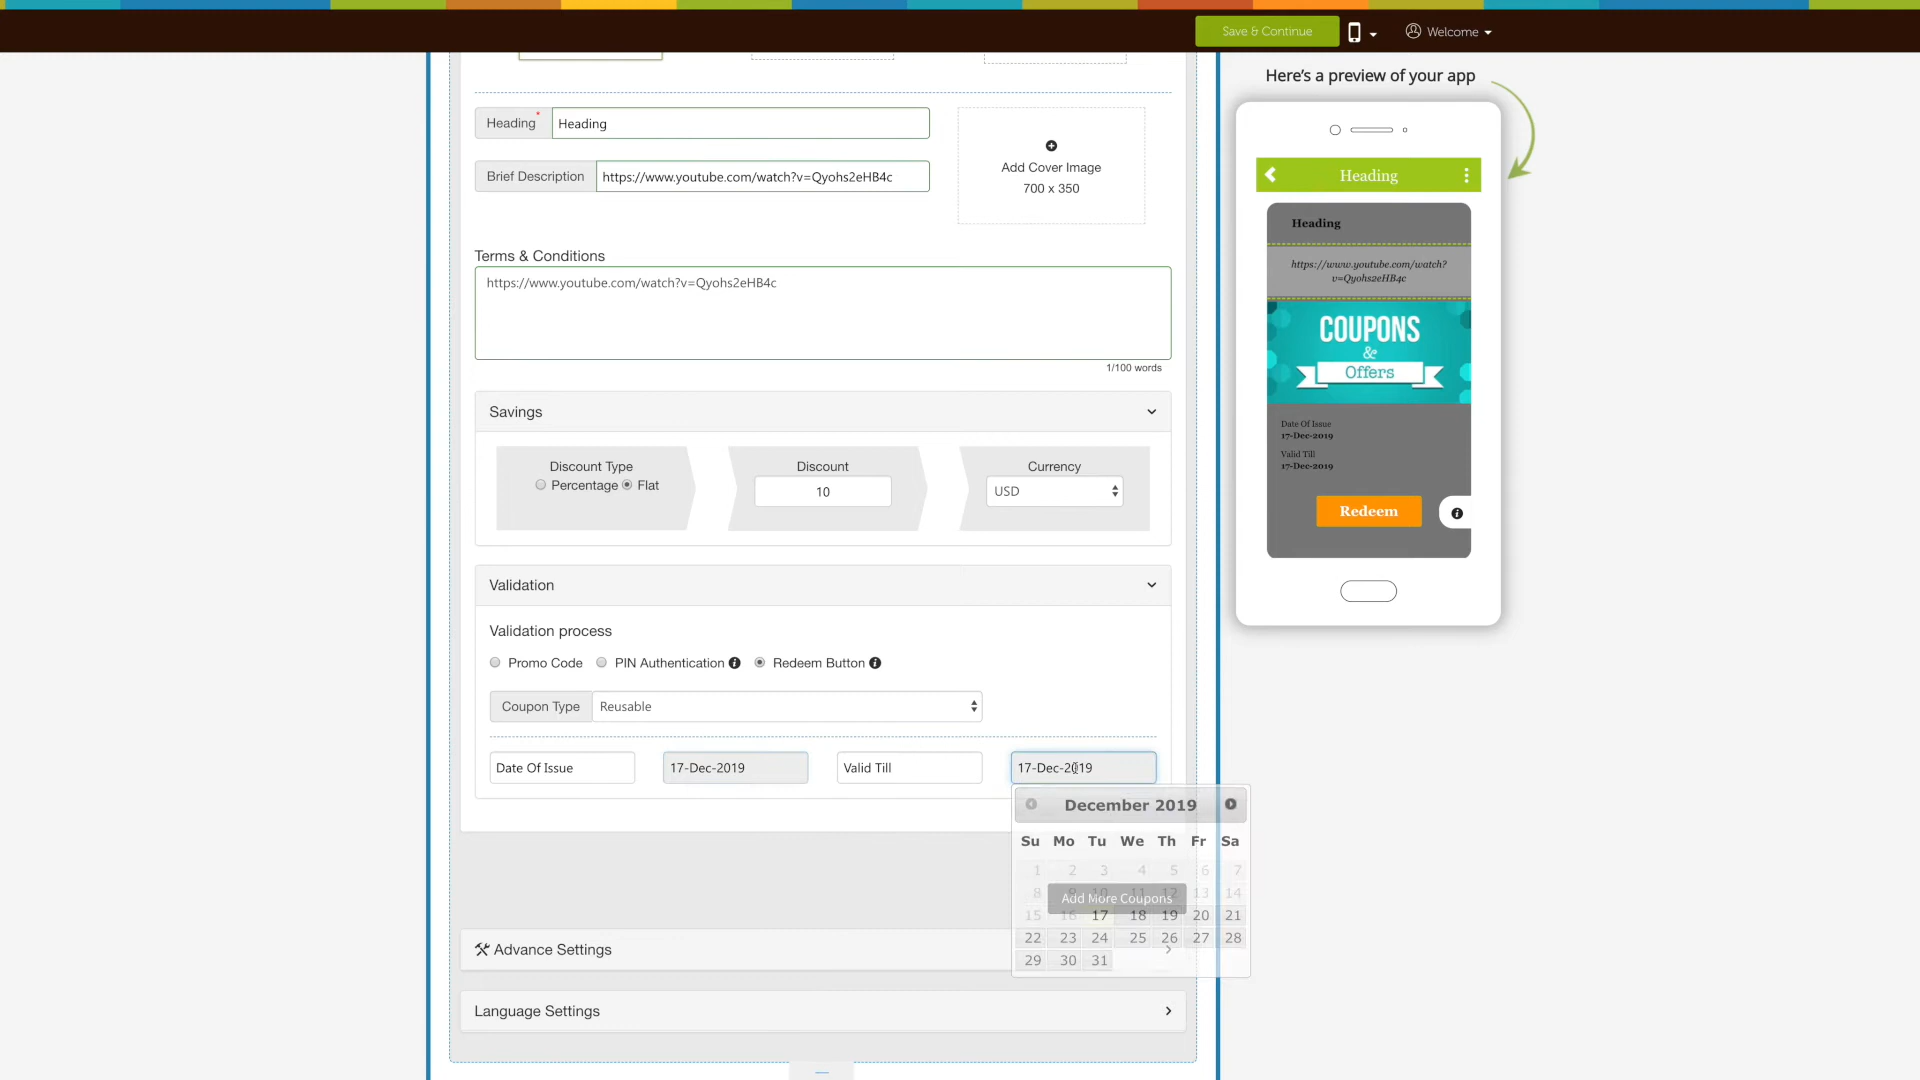 Save & Continue
Welcome
Here's a preview of your app
Heading *
Heading
Brief Description
https://www.youtube.com/watch?v=Qyohs2eHB4c
Add Cover Image
700 x 350
Terms & Conditions
https://www.youtube.com/watch?v=Qyohs2eHB4c
1/100 words
Savings
Discount Type
Percentage Flat
Discount
10
Currency
USD
Validation
Validation process
Promo Code PIN Authentication Redeem Button
Coupon Type Reusable
Date Of Issue 17-Dec-2019 Valid Till 17-Dec-2019
December 2019
Su Mo Tu We Th Fr Sa
1 2 3 4 5 6 7
8 9 10 11 12 13 14
Add More Coupons
15 16 17 18 19 20 21
22 23 24 25 26 27 28
29 30 31
Advance Settings
Language Settings
Heading
Heading
https://www.youtube.com/watch?
v=Qyohs2eHB4c
COUPONS
&
Offers
Date Of Issue
17-Dec-2019
Valid Till
17-Dec-2019
Redeem